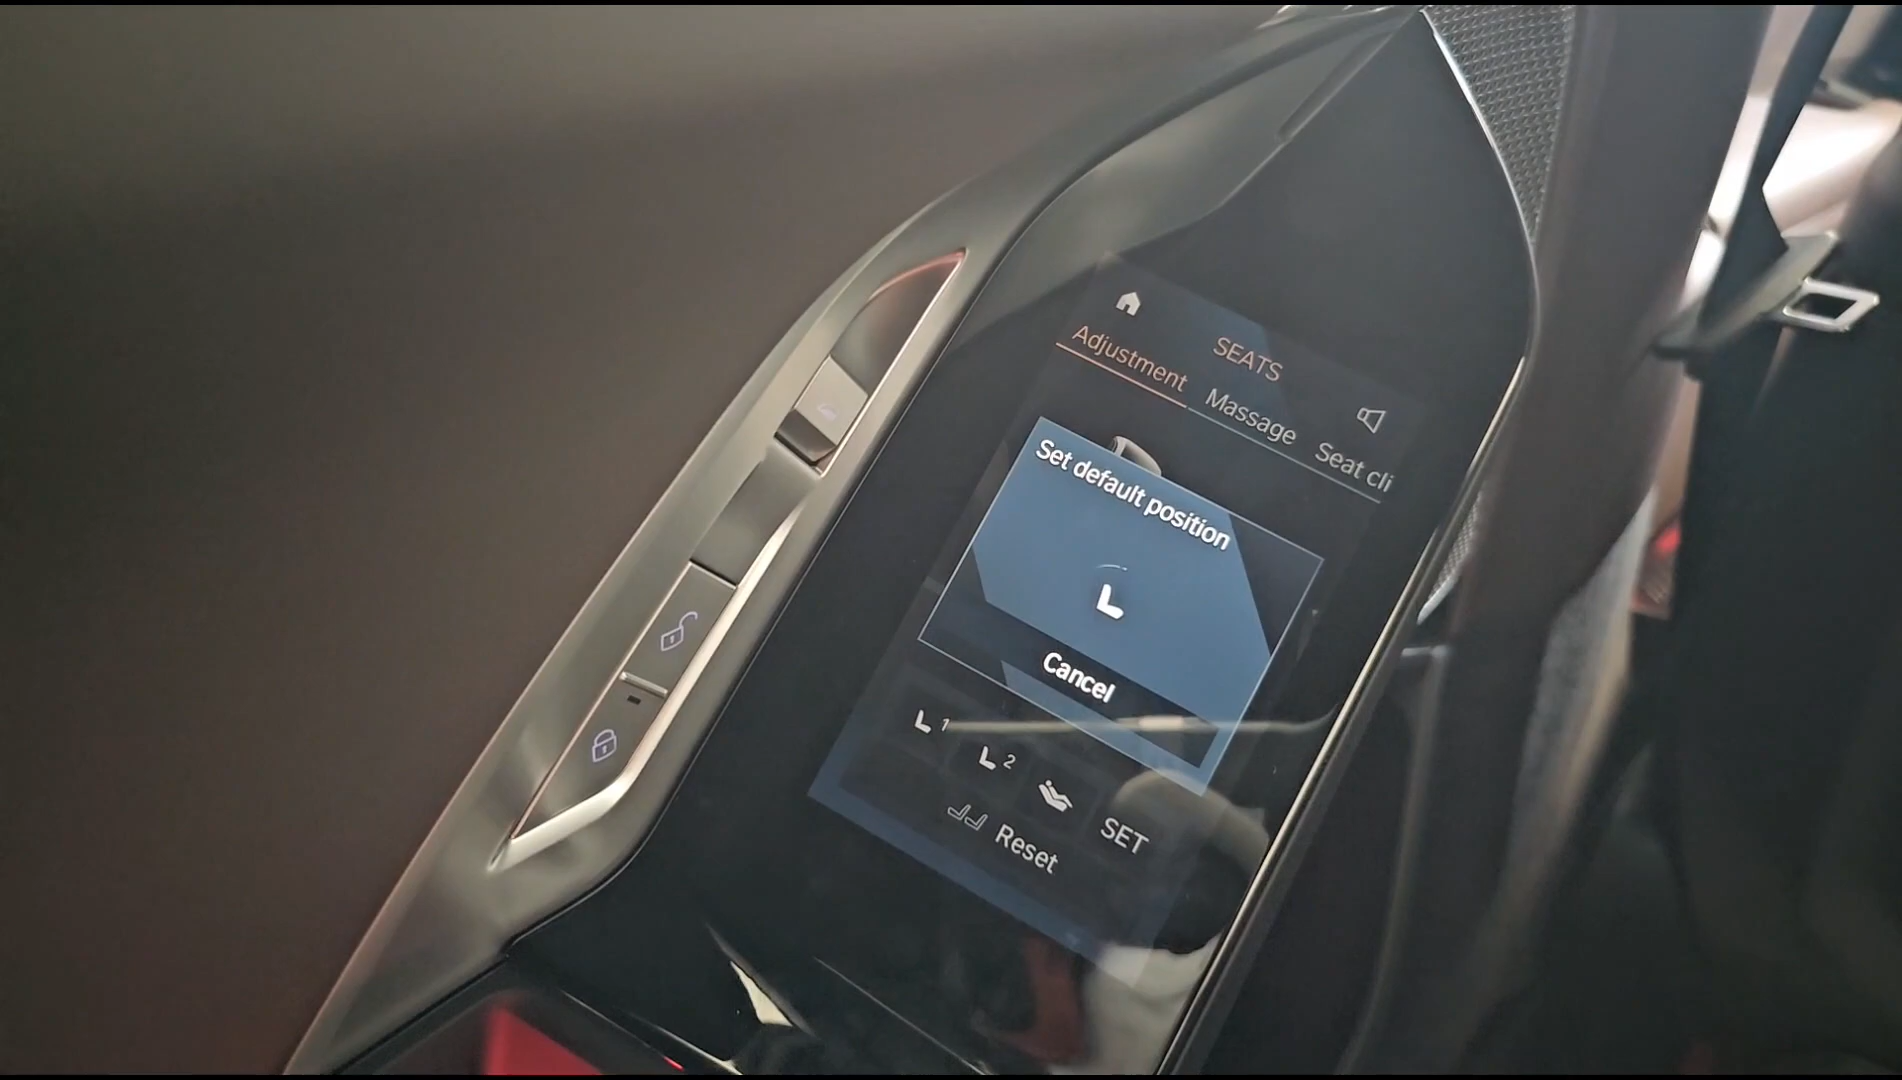 SEATS
Adjustment Massage Seat cli
Set default position
Cancel
1
2
SET
Reset